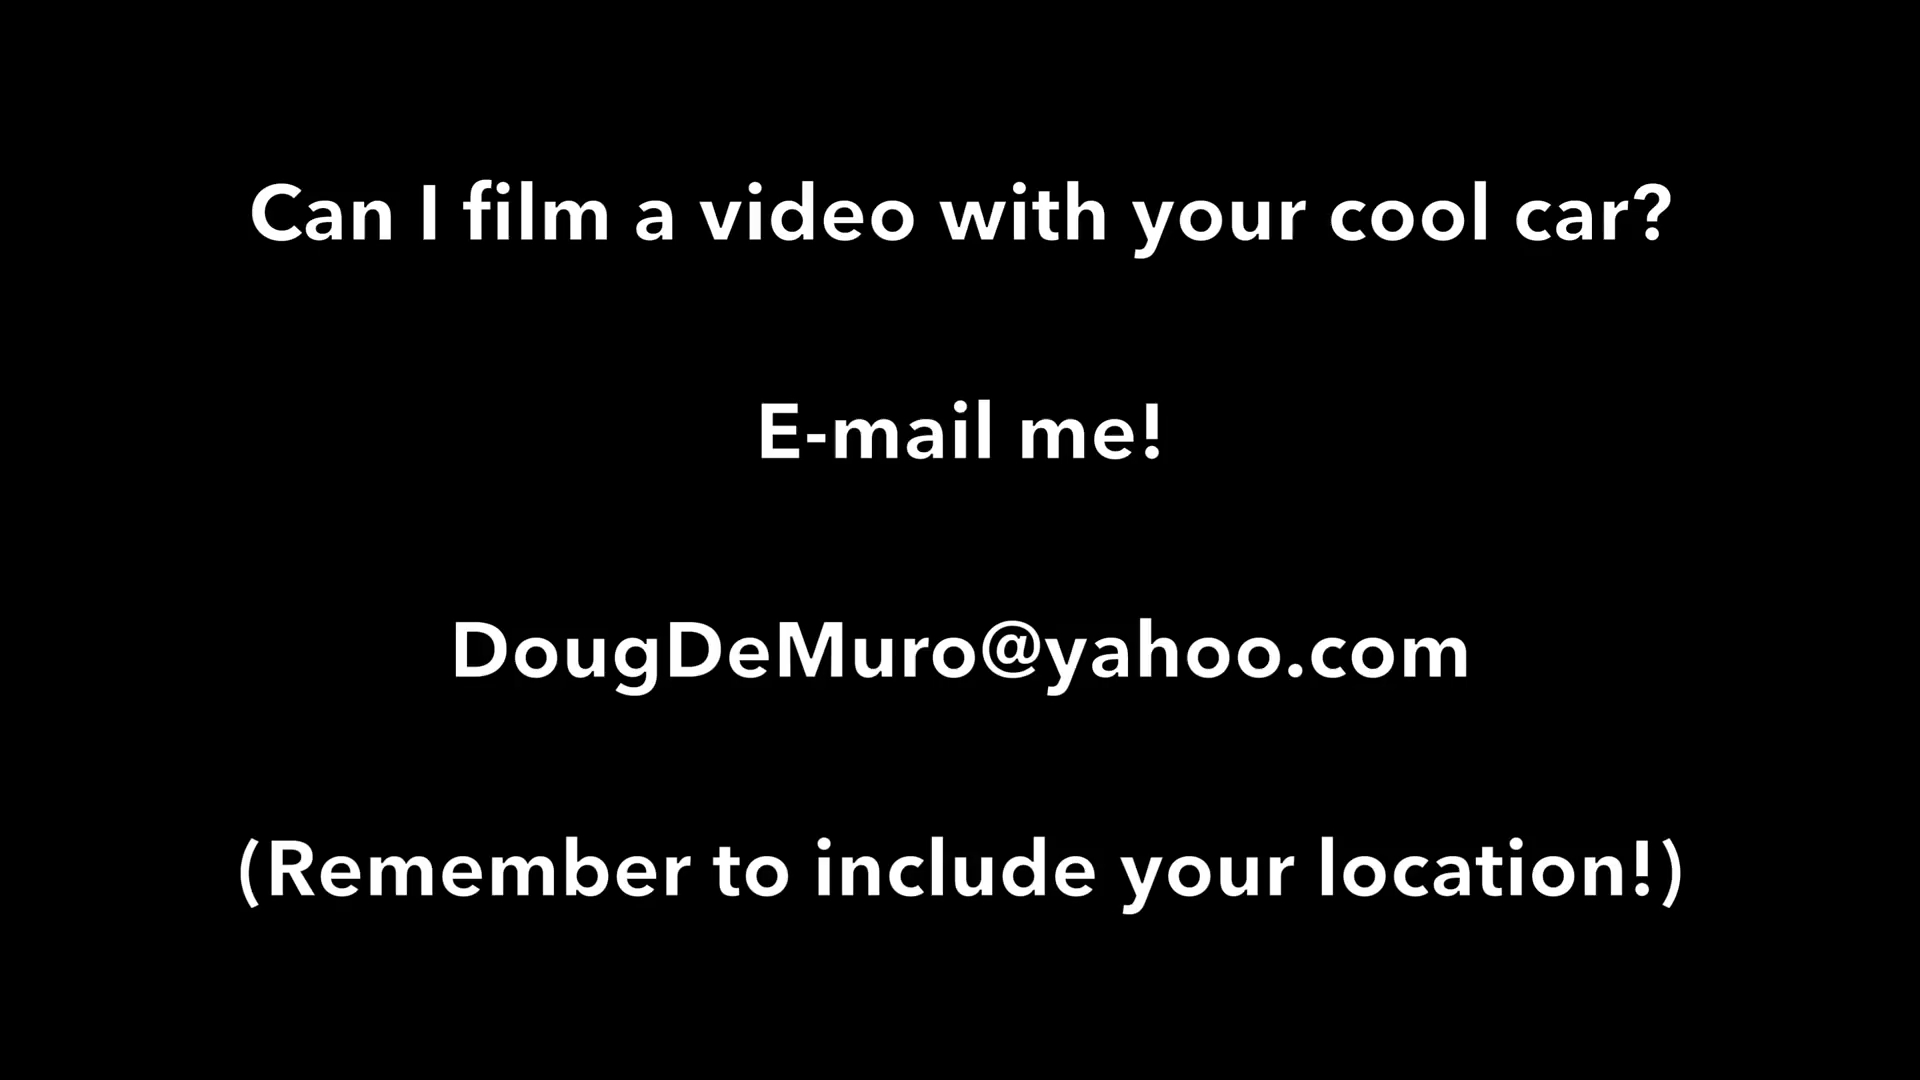 Can I film a video with your cool car?
E-mail me!
DougDeMuro@yahoo.com
(Remember to include your location!)